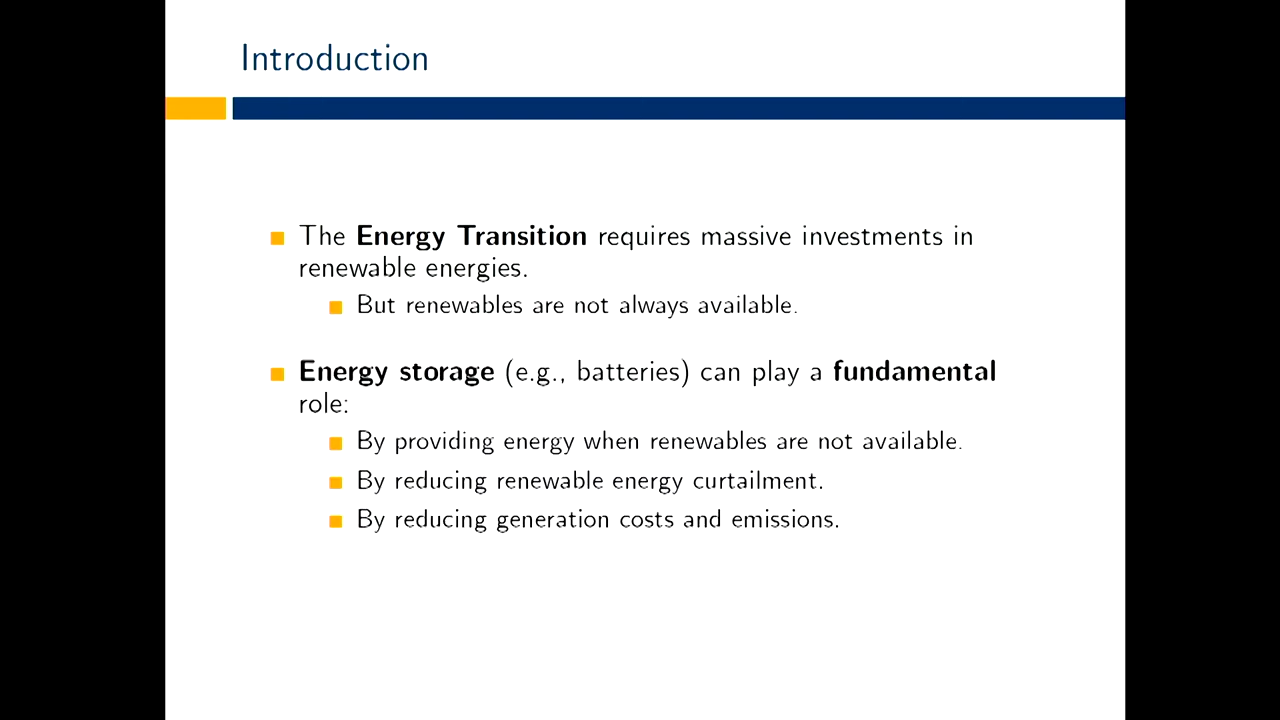 Introduction
The Energy Transition requires massive investments in
renewable energies.
But renewables are not always available.
Energy storage (e.g., batteries) can play a fundamental
role:
By providing energy when renewables are not available.
By reducing renewable energy curtailment.
By reducing generation costs and emissions.